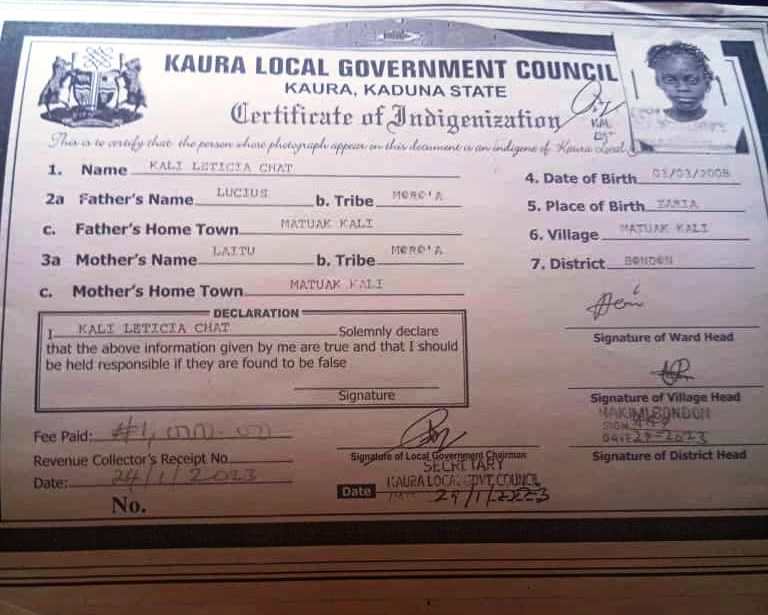 KAURA LOCAL GOVERNMENT COUNCIL
KAURA, KADUNA STATE
Certificate of Indigenization
This is to certify that the person whose photograph appear on this document is an indigene of Kaura Local
1. Name KALI LETICIA CHAT
2a Father's Name LUCIUS b. Tribe MORO'A
c. Father's Home Town MATUAK KALI
3a Mother's Name LAITU b. Tribe MORO'A
c. Mother's Home Town MATUAK KALI
4. Date of Birth 03/03/2008
5. Place of Birth ZARIA
6. Village MATUAK KALI
7. District BONDON
DECLARATION
I KALI LETICIA CHAT Solemnly declare
that the above information given by me are true and that I should
be held responsible if they are found to be false
Signature
Signature of Ward Head
Signature of Village Head
HAKIMI BONDON
SIGN
DATE
Signature of District Head
Fee Paid:
Revenue Collector's Receipt No
Date: 24/1/2023
No.
Signature of Local Government Chairman
SECRETARY
KAURA LOCAL GOVT. COUNCIL
Date